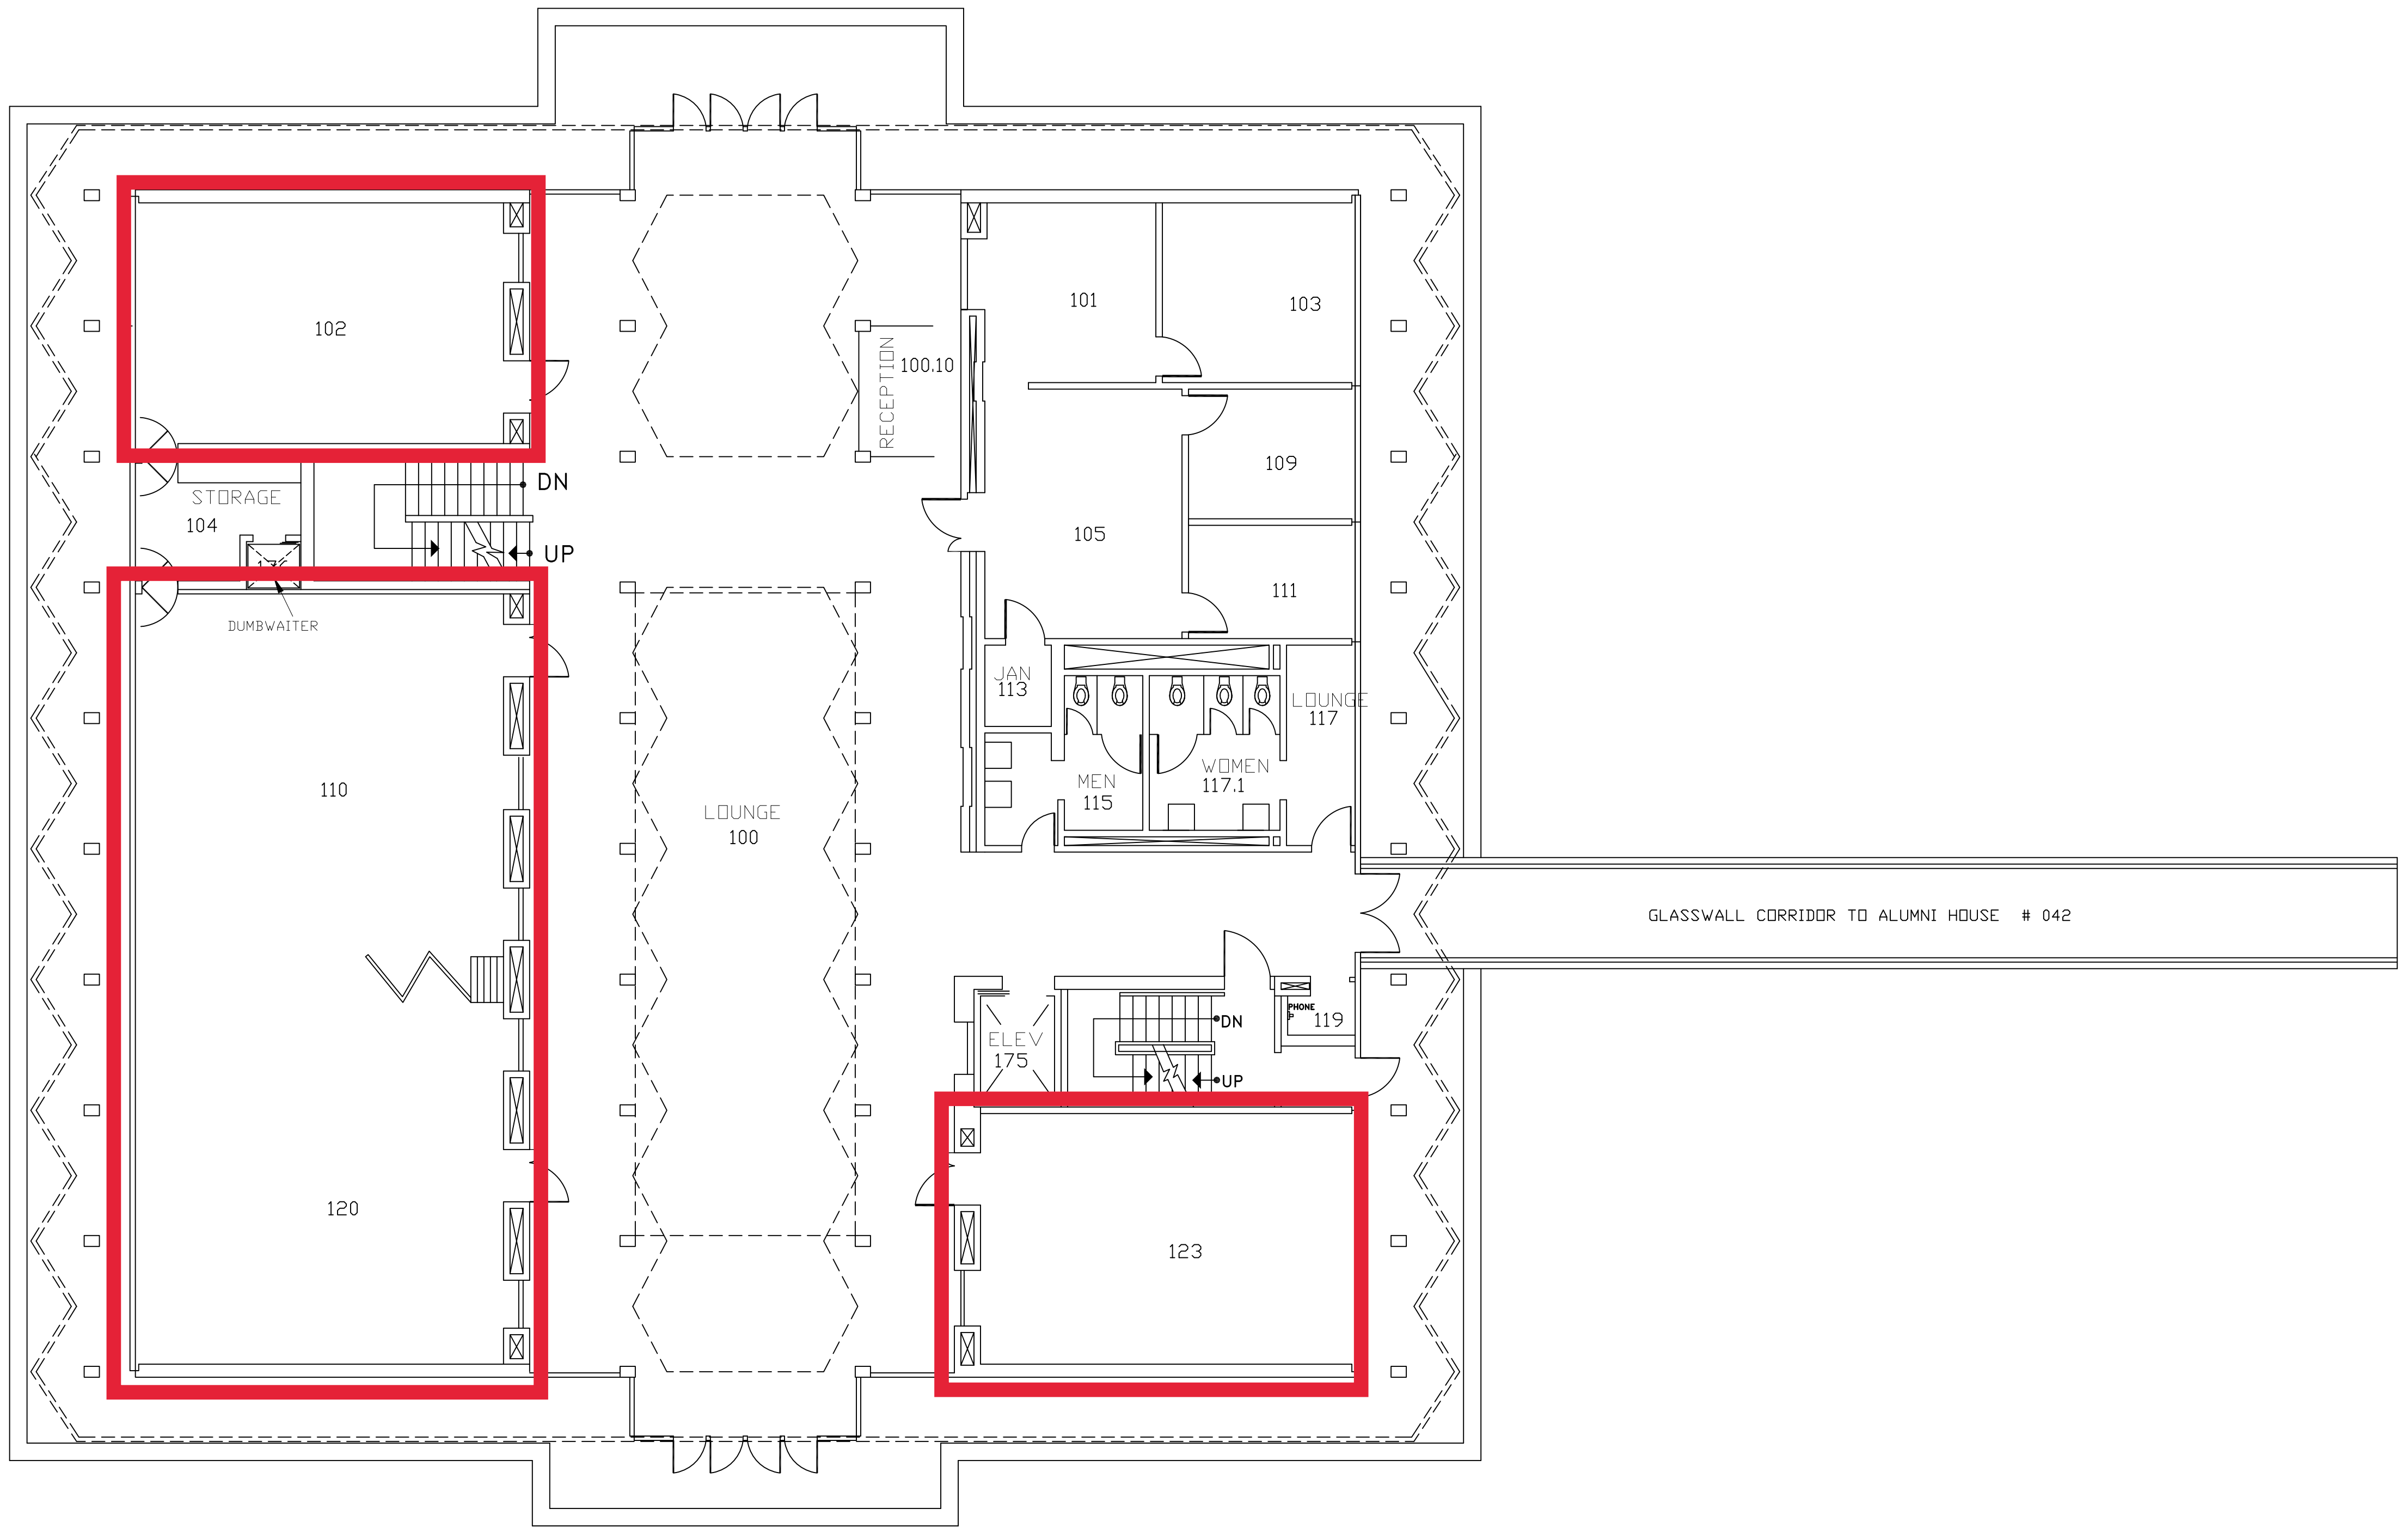 102
101
103
RECEPTION
100.10
109
DN
STORAGE
104
105
UP
111
DUMBWAITER
JAN
113
LOUNGE
117
WOMEN
117.1
MEN
115
110
LOUNGE
100
GLASSWALL CORRIDOR TO ALUMNI HOUSE # 042
PHONE
119
DN
ELEV
175
UP
120
123